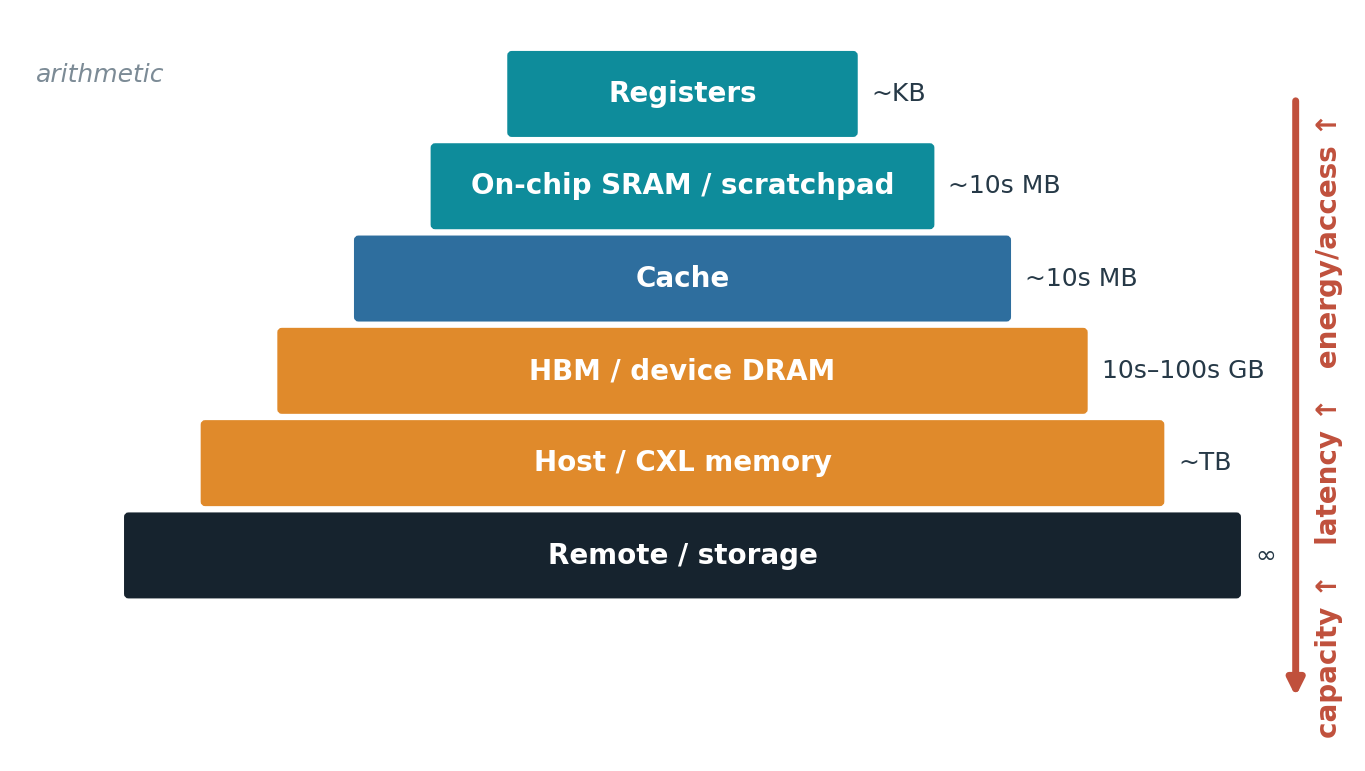 arithmetic
Registers
~KB
On-chip SRAM / scratchpad
~10s MB
Cache
~10s MB
HBM / device DRAM
10s–100s GB
Host / CXL memory
~TB
Remote / storage
∞
capacity ↑   latency ↑   energy/access ↑